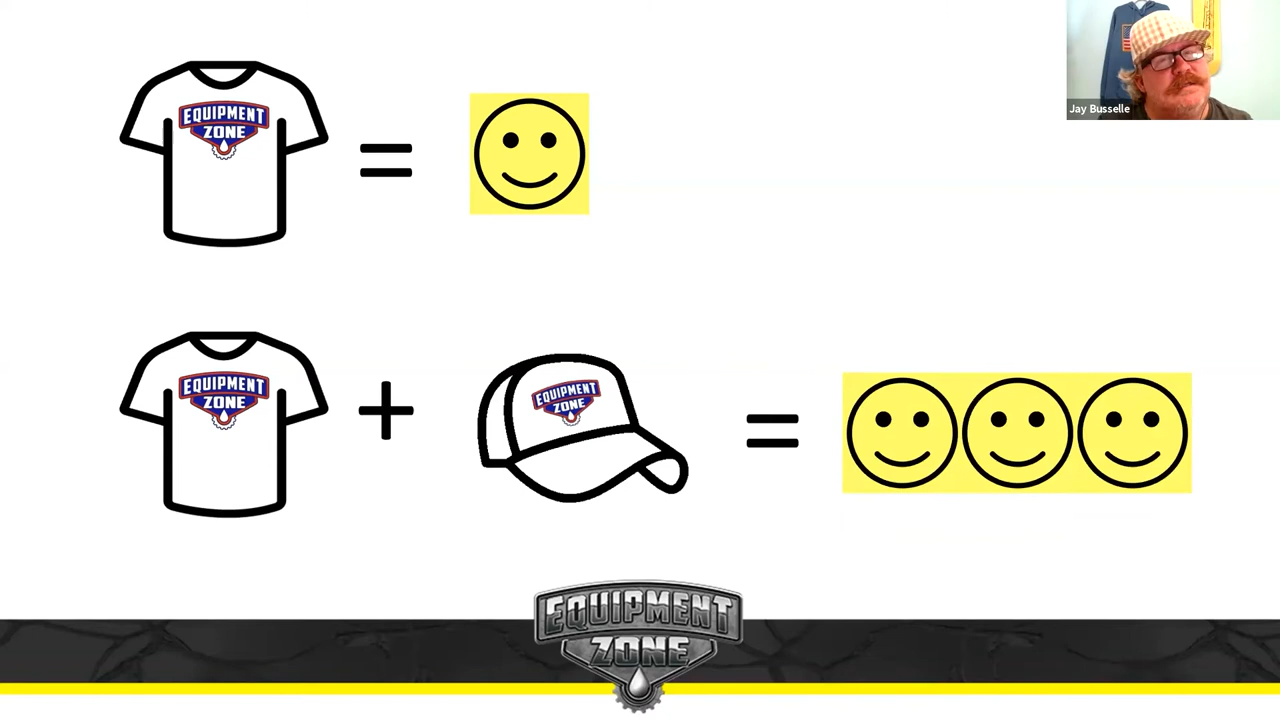 EQUIPMENT
ZONE
=
Jay Busselle
EQUIPMENT
ZONE
+
EQUIPMENT
ZONE
=
EQUIPMENT
ZONE